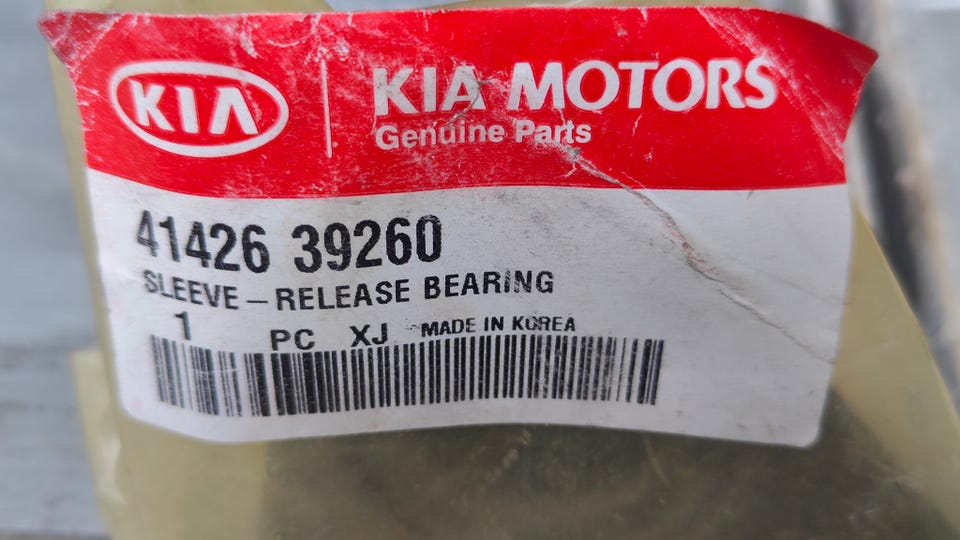 KIA
KIA MOTORS
Genuine Parts
41426 39260
SLEEVE - RELEASE BEARING
1 PC XJ MADE IN KOREA